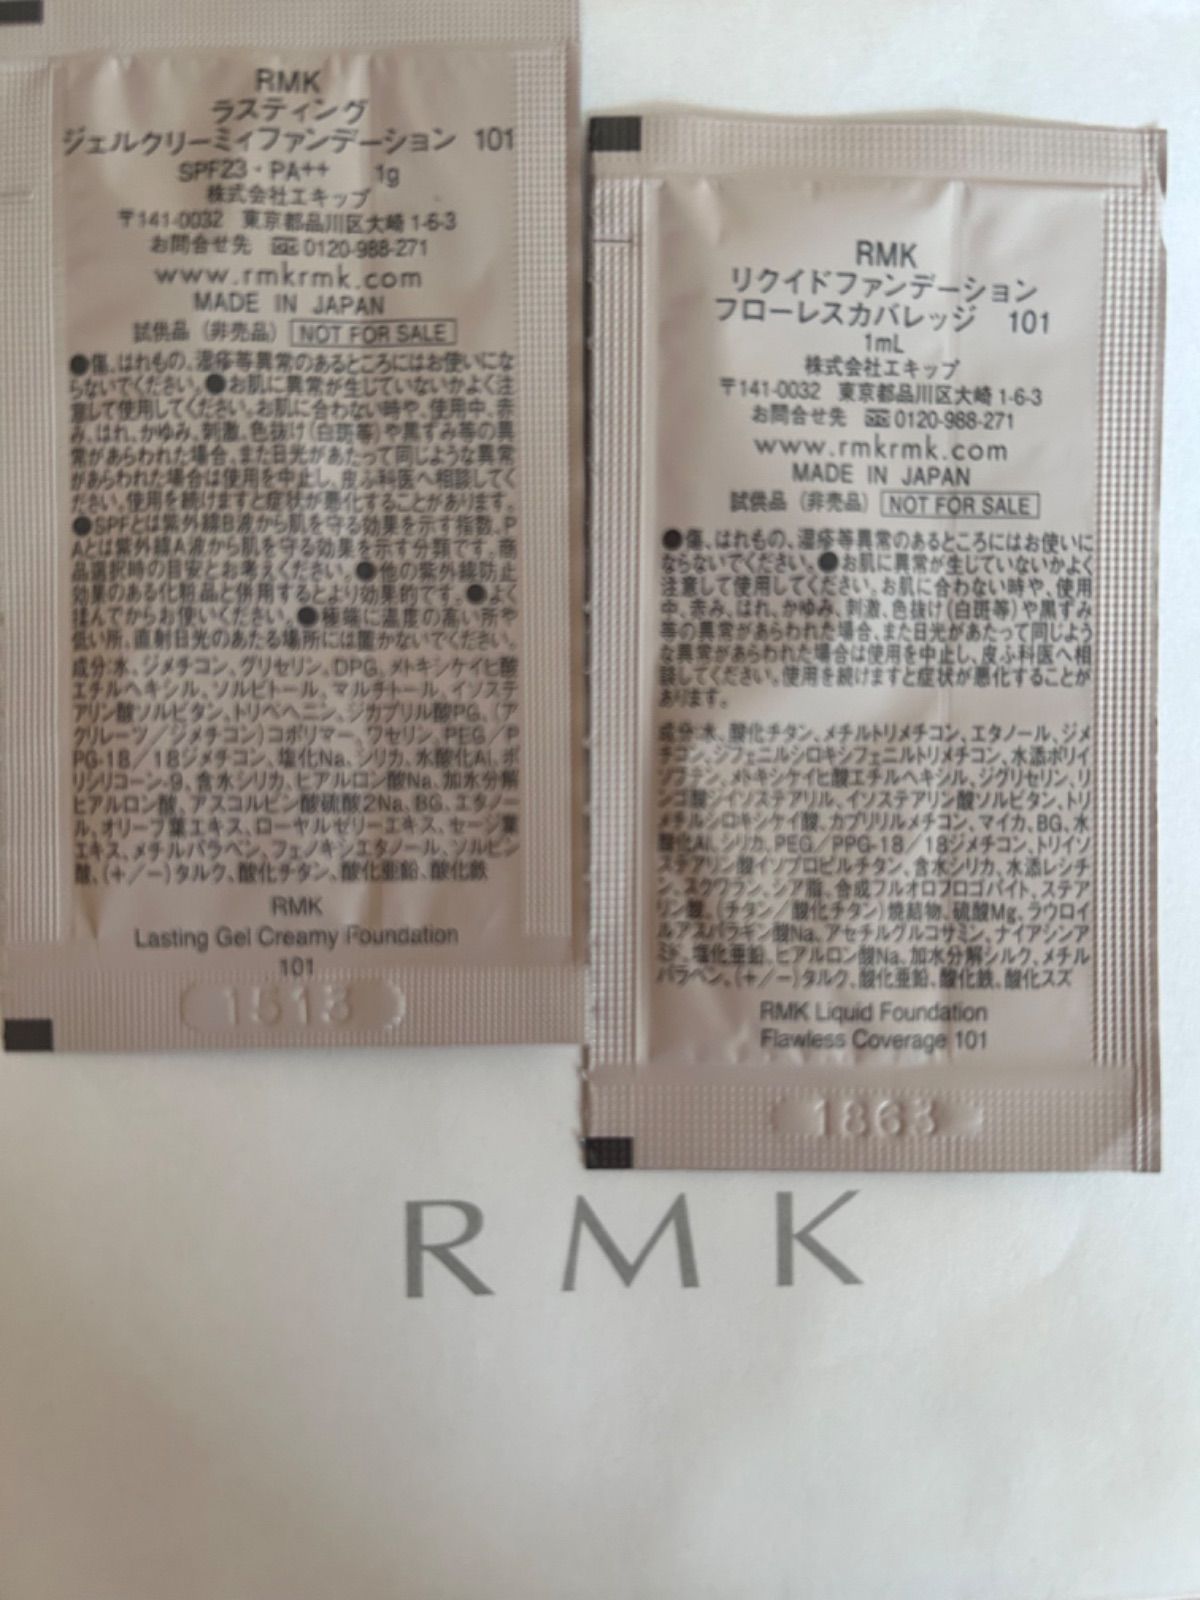 RMK
ラスティング
ジェルクリーミィファンデーション 101
SPF23・PA++ 1g
株式会社エキップ
〒141-0032 東京都品川区大崎1-6-3
お問合せ先 0120-988-271
www.rmkrmk.com
MADE IN JAPAN
試供品（非売品） NOT FOR SALE
●傷、はれもの、湿疹等異常のあるところにはお使いにな
らないでください。●お肌に異常が生じていないかよく注
意して使用してください。お肌に合わない時や、使用中、赤
み、はれ、かゆみ、刺激、色抜け(白斑等)や黒ずみ等の異
常があらわれた場合、また日光があたって同じような異常
があらわれた場合は使用を中止し、皮ふ科医へ相談してく
ださい。使用を続けますと症状が悪化することがあります。
●SPFとは紫外線B波から肌を守る効果を示す指数、P
Aとは紫外線A波から肌を守る効果を示す分類です。商
品選択時の目安とお考えください。●他の紫外線防止
効果のある化粧品と併用するとより効果的です。●よく
揉んでからお使いください。●極端に温度の高い所や
低い所、直射日光のあたる場所には置かないでください。
成分:水、ジメチコン、グリセリン、DPG、メトキシケイヒ酸
エチルヘキシル、ソルビトール、マルチトール、イソステ
アリン酸ソルビタン、トリベヘニン、ジカプリル酸PG、(ア
クリレーツ／ジメチコン)コポリマー、ワセリン、PEG／P
PG-18／18ジメチコン、塩化Na、シリカ、水酸化Al、ポ
リシリコーン-9、含水シリカ、ヒアルロン酸Na、加水分解
ヒアルロン酸、アスコルビン酸硫酸2Na、BG、エタノー
ル、オリーブ葉エキス、ローヤルゼリーエキス、セージ葉
エキス、メチルパラベン、フェノキシエタノール、ソルビン
酸、(+／−)タルク、酸化チタン、酸化亜鉛、酸化鉄
RMK
Lasting Gel Creamy Foundation
101
1513
RMK
リクイドファンデーション
フローレスカバレッジ 101
1mL
株式会社エキップ
〒141-0032 東京都品川区大崎1-6-3
お問合せ先 0120-988-271
www.rmkrmk.com
MADE IN JAPAN
試供品（非売品） NOT FOR SALE
●傷、はれもの、湿疹等異常のあるところにはお使いに
ならないでください。●お肌に異常が生じていないかよく
注意して使用してください。お肌に合わない時や、使用
中、赤み、はれ、かゆみ、刺激、色抜け(白斑等)や黒ずみ
等の異常があらわれた場合、また日光があたって同じよう
な異常があらわれた場合は使用を中止し、皮ふ科医へ相
談してください。使用を続けますと症状が悪化することが
あります。
成分:水、酸化チタン、メチルトリメチコン、エタノール、ジメ
チコン、ジフェニルシロキシフェニルトリメチコン、水添ポリイ
ソブテン、メトキシケイヒ酸エチルヘキシル、ジグリセリン、リ
ンゴ酸ジイソステアリル、イソステアリン酸ソルビタン、トリ
メチルシロキシケイ酸、カプリリルメチコン、マイカ、BG、水
酸化Al、シリカ、PEG／PPG-18／18ジメチコン、トリイソ
ステアリン酸イソプロピルチタン、含水シリカ、水添レシチ
ン、スクワラン、シア脂、合成フルオロフロゴパイト、ステア
リン酸、(チタン／酸化チタン)焼結物、硫酸Mg、ラウロイ
ルアスパラギン酸Na、アセチルグルコサミン、ナイアシンア
ミド、塩化亜鉛、ヒアルロン酸Na、加水分解シルク、メチル
パラベン、(+／−)タルク、酸化亜鉛、酸化鉄、酸化スズ
RMK Liquid Foundation
Flawless Coverage 101
1863
RMK